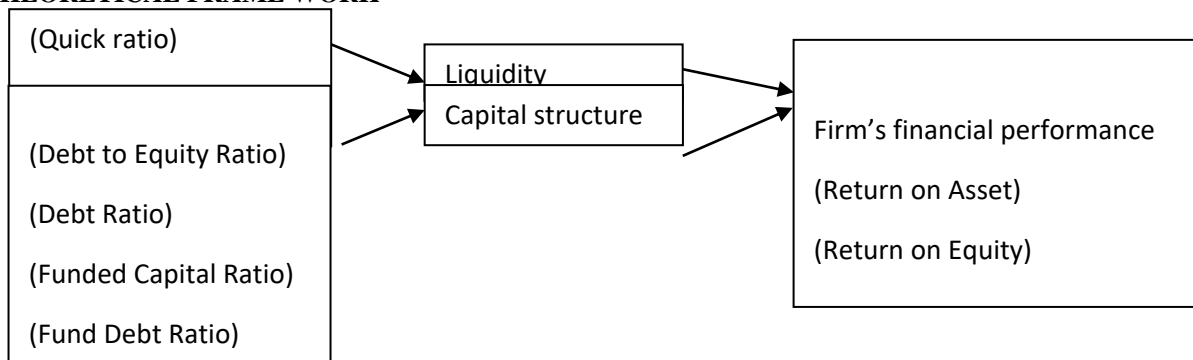 (Quick ratio)
Liquidity
Capital structure
(Debt to Equity Ratio)
(Debt Ratio)
(Funded Capital Ratio)
(Fund Debt Ratio)
Firm’s financial performance
(Return on Asset)
(Return on Equity)